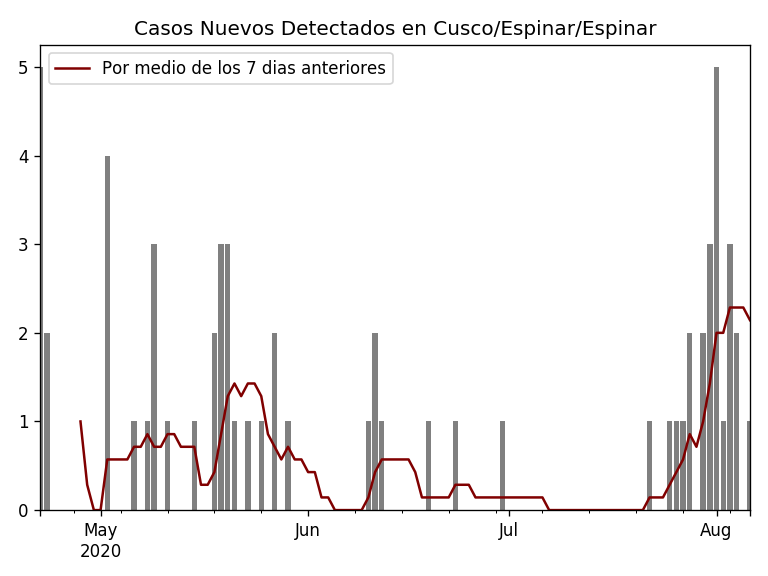 Casos Nuevos Detectados en Cusco/Espinar/Espinar
Por medio de los 7 dias anteriores
5
4
3
2
1
0
May
2020
Jun
Jul
Aug